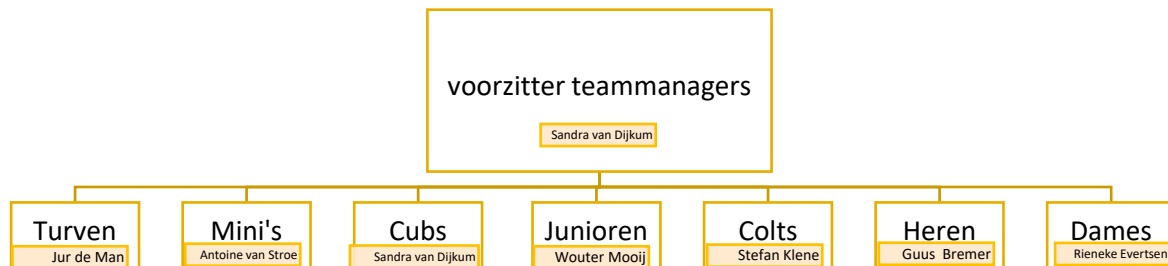 voorzitter teammanagers
Sandra van Dijkum
Turven
Jur de Man
Mini's
Antoine van Stroe
Cubs
Sandra van Dijkum
Junioren
Wouter Mooij
Colts
Stefan Klene
Heren
Guus Bremer
Dames
Rieneke Evertsen